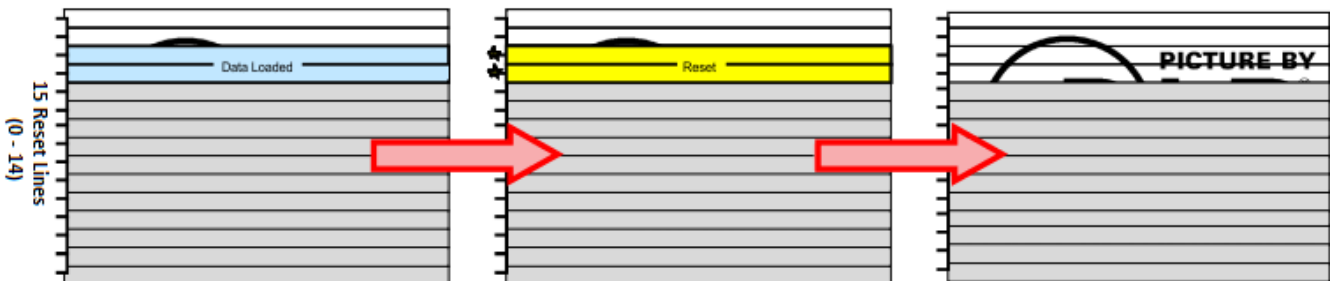 15 Reset Lines
(0 - 14)
Data Loaded
Reset
PICTURE BY